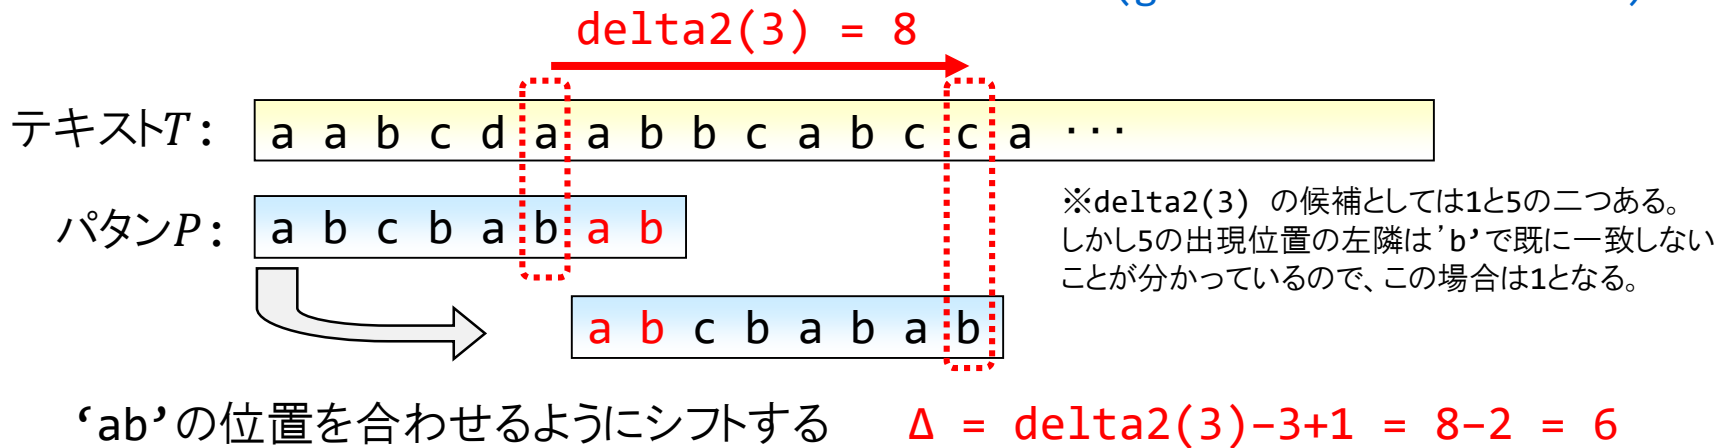 delta2(3) = 8
テキストT: a a b c d a a b b c a b c c a ···
パタンP: a b c b a b a b
※delta2(3) の候補としては1と5の二つある。
しかし5の出現位置の左隣は’b’で既に一致しない
ことが分かっているので、この場合は1となる。
a b c b a b a b
‘ab’の位置を合わせるようにシフトする Δ = delta2(3)−3+1 = 8−2 = 6